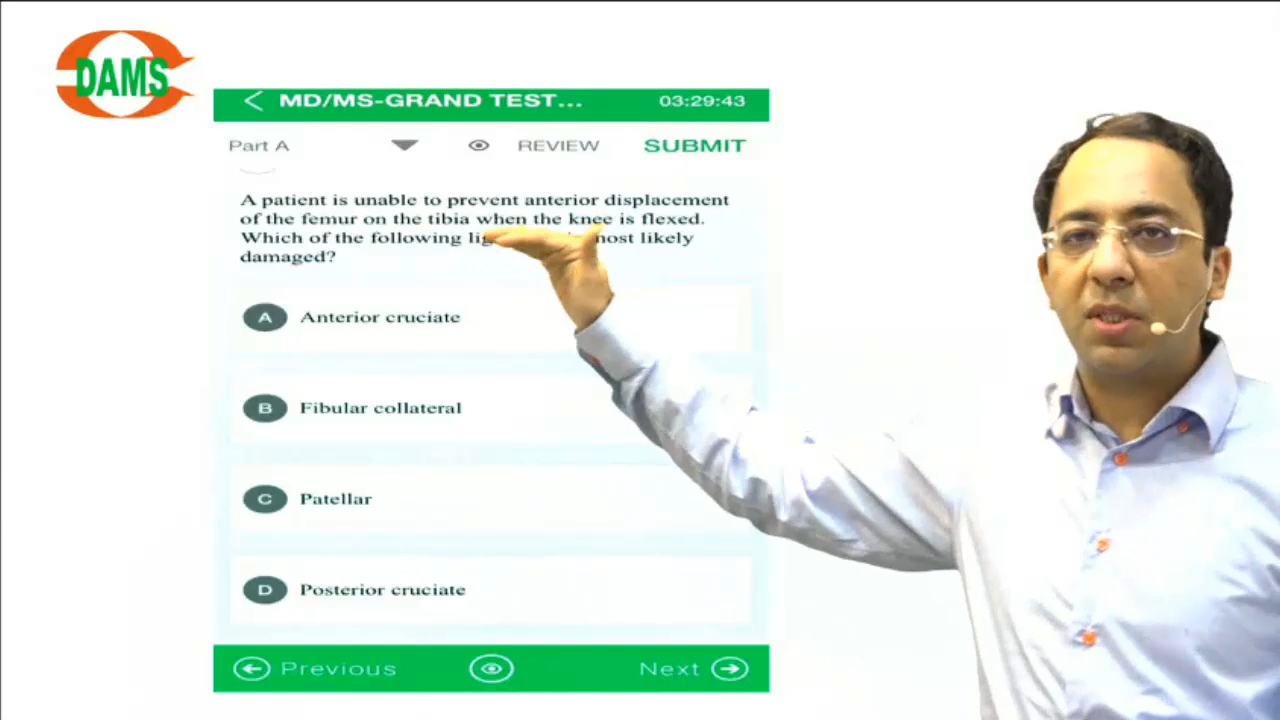 DAMS
MD/MS-GRAND TEST... 03:29:43
Part A REVIEW SUBMIT
A patient is unable to prevent anterior displacement
of the femur on the tibia when the knee is flexed.
Which of the following most likely
damaged?
A Anterior cruciate
B Fibular collateral
C Patellar
D Posterior cruciate
Previous Next